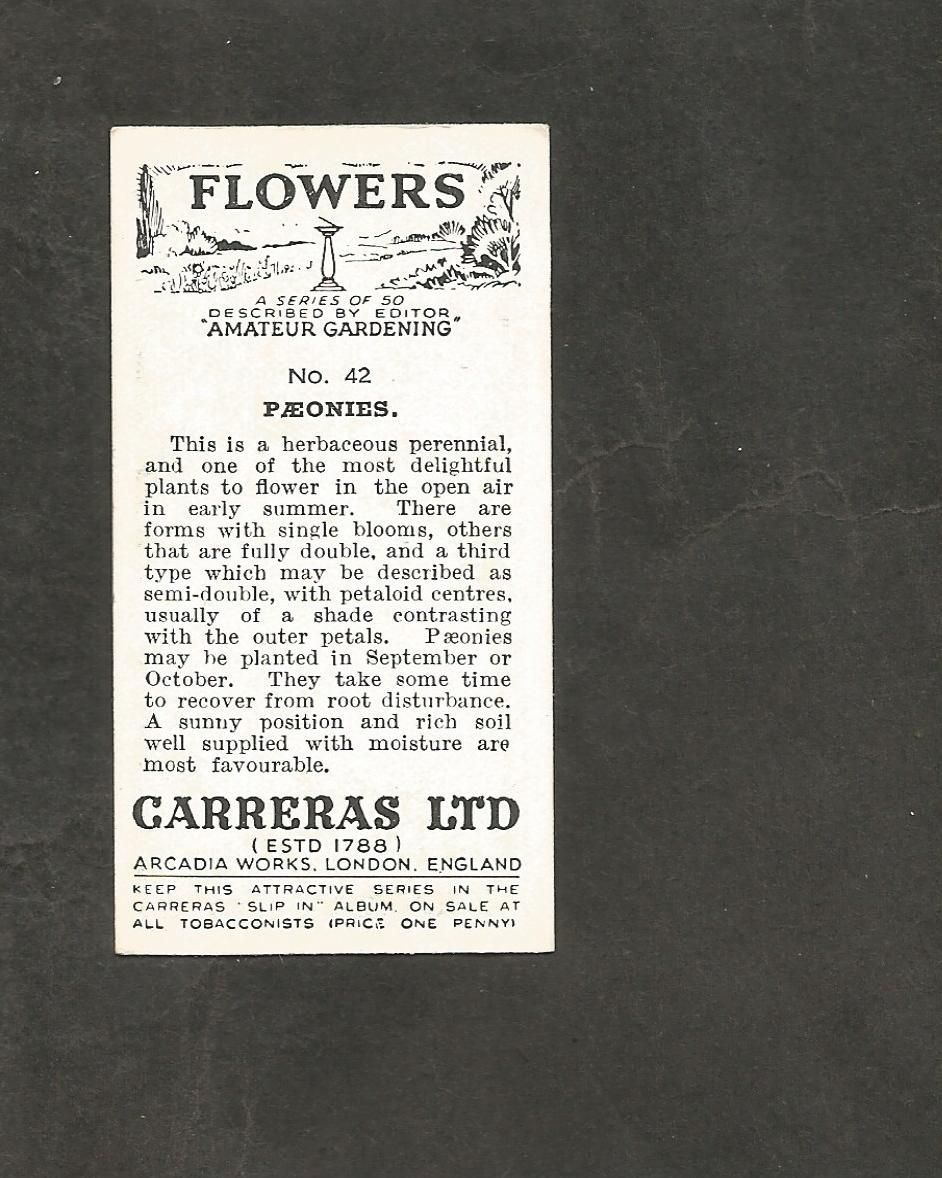 FLOWERS
A SERIES OF 50
DESCRIBED BY EDITOR
"AMATEUR GARDENING"
No. 42
PÆONIES.
This is a herbaceous perennial,
and one of the most delightful
plants to flower in the open air
in early summer. There are
forms with single blooms, others
that are fully double, and a third
type which may be described as
semi-double, with petaloid centres,
usually of a shade contrasting
with the outer petals. Pæonies
may be planted in September or
October. They take some time
to recover from root disturbance.
A sunny position and rich soil
well supplied with moisture are
most favourable.
CARRERAS LTD
(ESTD 1788)
ARCADIA WORKS, LONDON, ENGLAND
KEEP THIS ATTRACTIVE SERIES IN THE
CARRERAS "SLIP IN" ALBUM, ON SALE AT
ALL TOBACCONISTS (PRICE ONE PENNY)